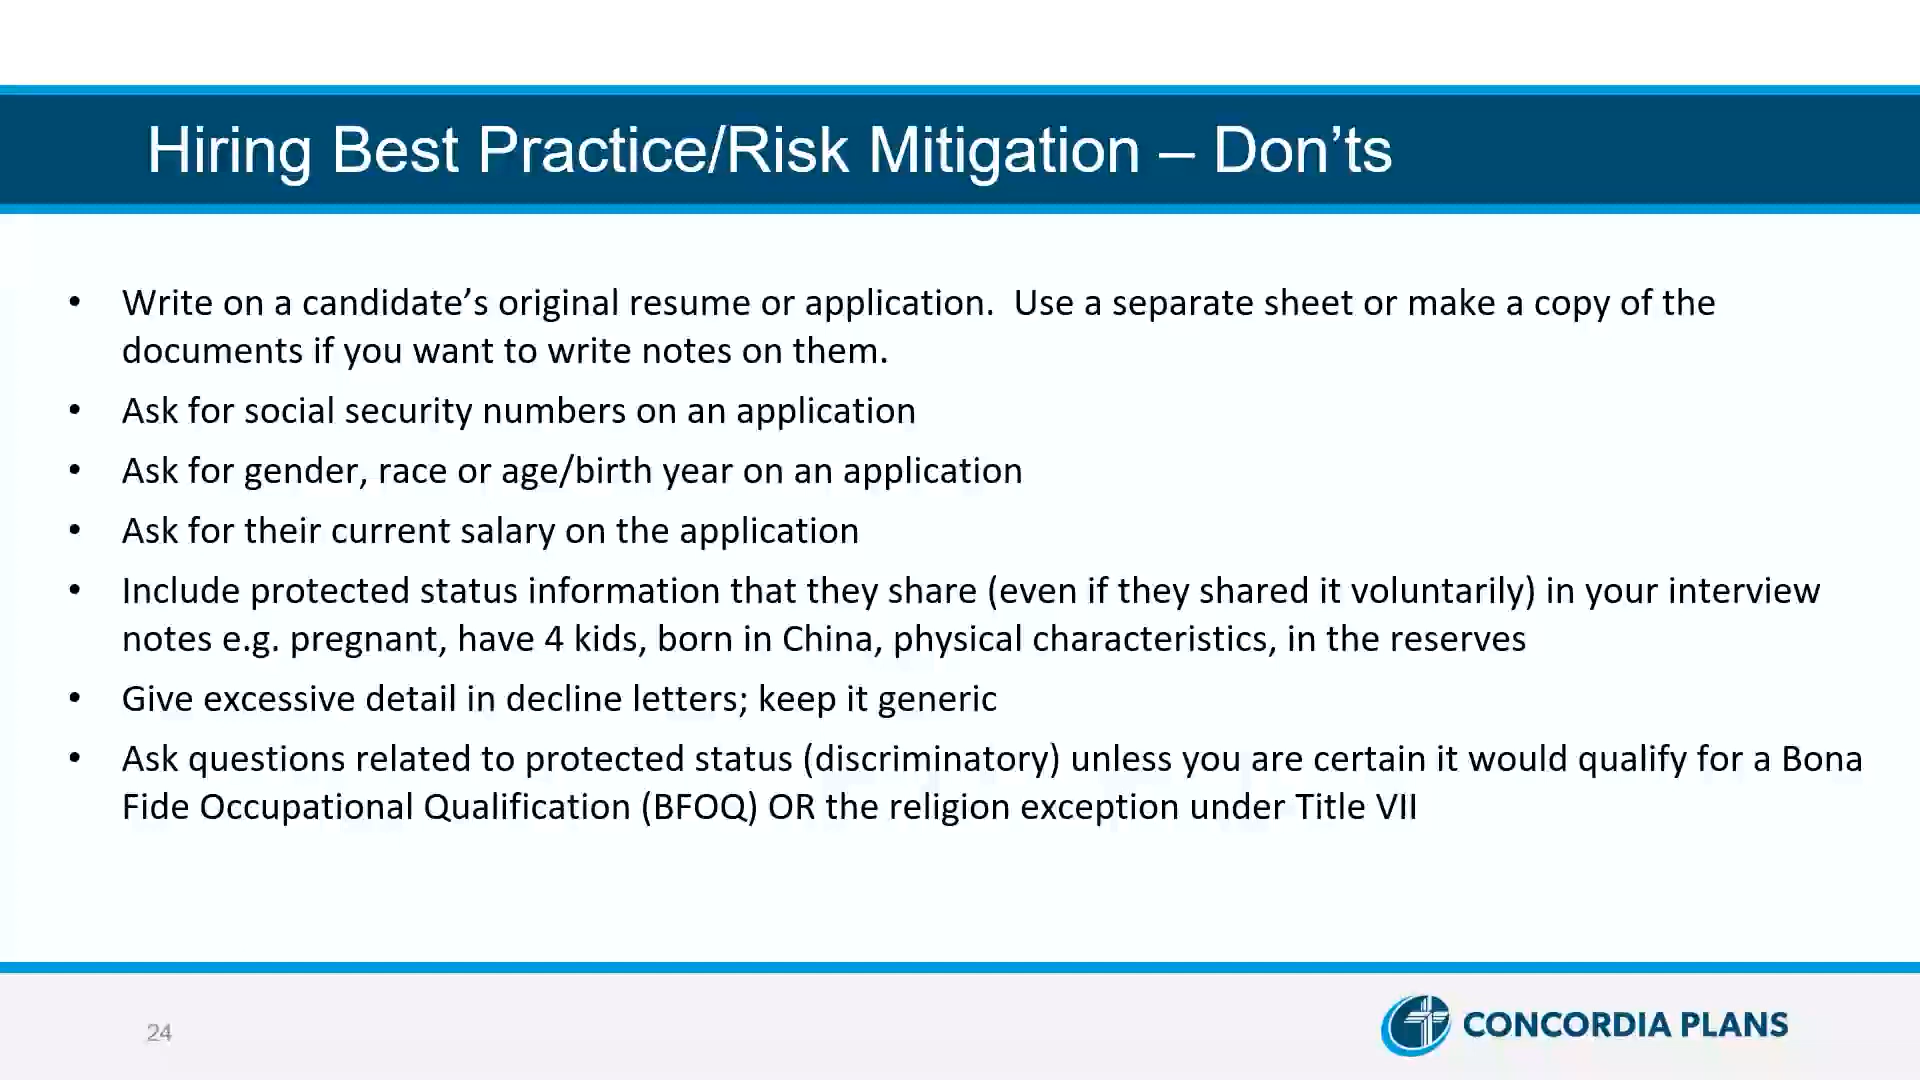 Hiring Best Practice/Risk Mitigation – Don’ts
• Write on a candidate’s original resume or application.  Use a separate sheet or make a copy of the
documents if you want to write notes on them.
• Ask for social security numbers on an application
• Ask for gender, race or age/birth year on an application
• Ask for their current salary on the application
• Include protected status information that they share (even if they shared it voluntarily) in your interview
notes e.g. pregnant, have 4 kids, born in China, physical characteristics, in the reserves
• Give excessive detail in decline letters; keep it generic
• Ask questions related to protected status (discriminatory) unless you are certain it would qualify for a Bona
Fide Occupational Qualification (BFOQ) OR the religion exception under Title VII
24
CONCORDIA PLANS